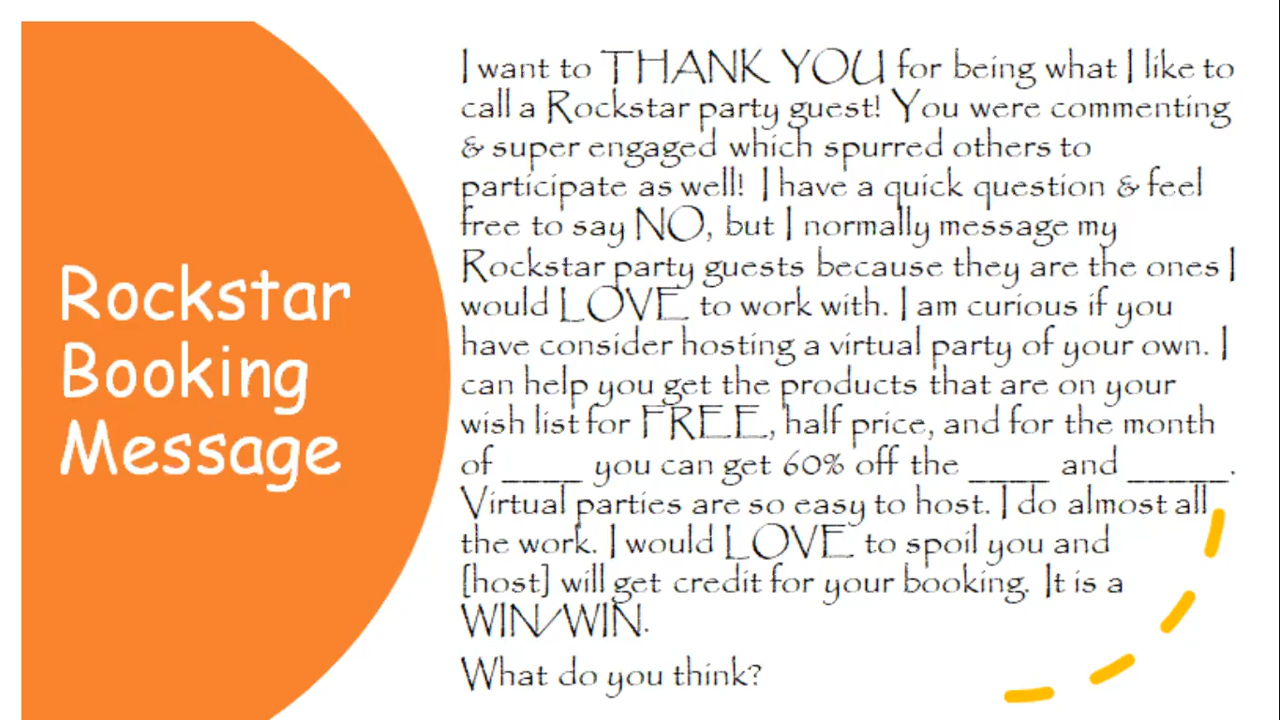 Rockstar
Booking
Message
I want to THANK YOU for being what I like to
call a Rockstar party guest! You were commenting
& super engaged which spurred others to
participate as well! I have a quick question & feel
free to say NO, but I normally message my
Rockstar party guests because they are the ones I
would LOVE to work with. I am curious if you
have consider hosting a virtual party of your own. I
can help you get the products that are on your
wish list for FREE, half price, and for the month
of ____ you can get 60% off the ____ and _____.
Virtual parties are so easy to host. I do almost all
the work. I would LOVE to spoil you and
[host] will get credit for your booking. It is a
WIN/WIN.
What do you think?